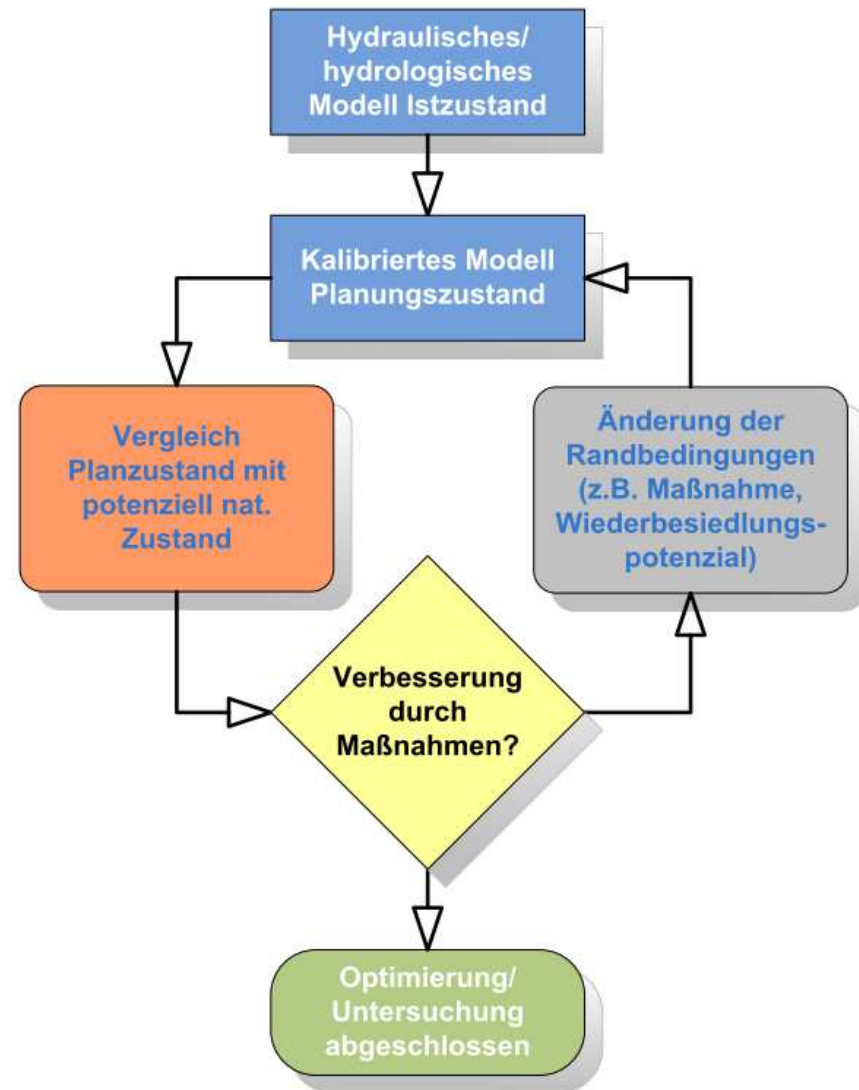 Hydraulisches/
hydrologisches
Modell Istzustand
Kalibriertes Modell
Planungszustand
Vergleich
Planzustand mit
potenziell nat.
Zustand
Änderung der
Randbedingungen
(z.B. Maßnahme,
Wiederbesiedlungs-
potenzial)
Verbesserung
durch
Maßnahmen?
Optimierung/
Untersuchung
abgeschlossen